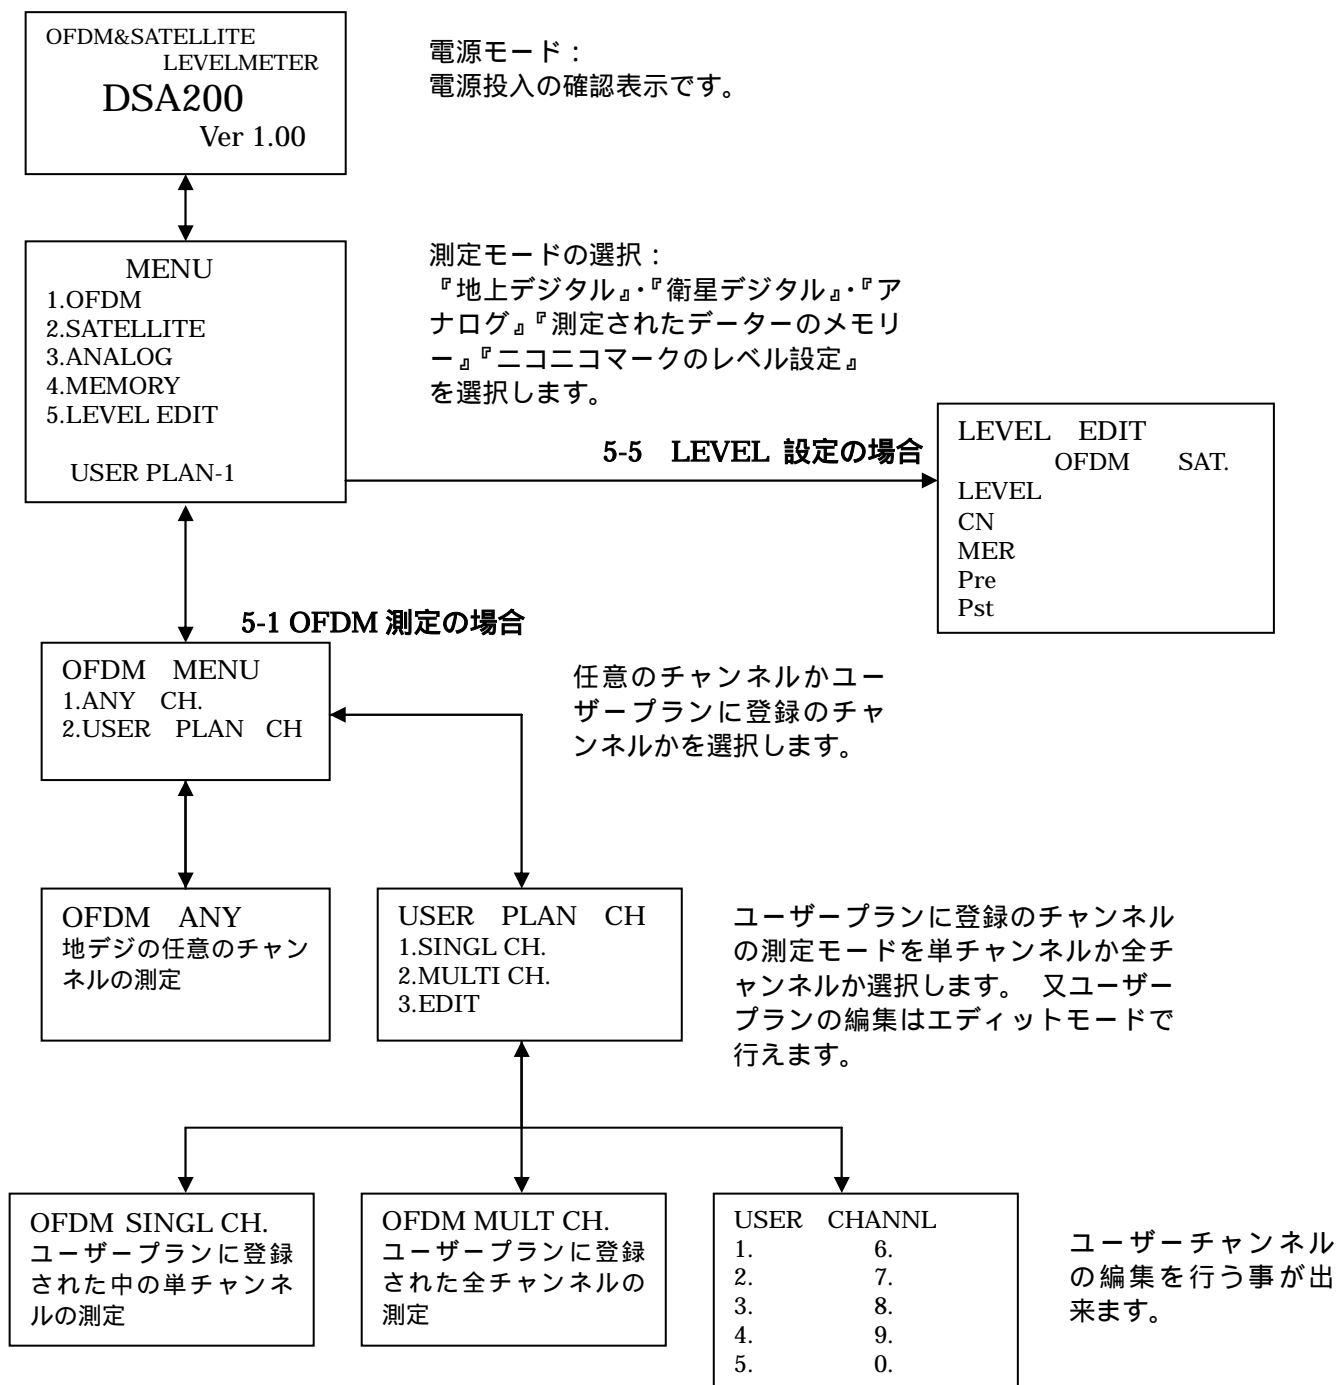 OFDM&SATELLITE
LEVELMETER
DSA200
Ver 1.00
電源モード：
電源投入の確認表示です。
MENU
1.OFDM
2.SATELLITE
3.ANALOG
4.MEMORY
5.LEVEL EDIT
USER PLAN-1
測定モードの選択：
『地上デジタル』・『衛星デジタル』・『ア
ナログ』『測定されたデーターのメモリ
ー』『ニコニコマークのレベル設定』
を選択します。
5-5 LEVEL 設定の場合
LEVEL EDIT
OFDM SAT.
LEVEL
CN
MER
Pre
Pst
5-1 OFDM 測定の場合
OFDM MENU
1.ANY CH.
2.USER PLAN CH
任意のチャンネルかユー
ザープランに登録のチャ
ンネルかを選択します。
OFDM ANY
地デジの任意のチャン
ネルの測定
USER PLAN CH
1.SINGL CH.
2.MULTI CH.
3.EDIT
ユーザープランに登録のチャンネル
の測定モードを単チャンネルか全チ
ャンネルか選択します。 又ユーザー
プランの編集はエディットモードで
行えます。
OFDM SINGL CH.
ユーザープランに登録
された中の単チャンネ
ルの測定
OFDM MULT CH.
ユーザープランに登録
された全チャンネルの
測定
USER CHANNL
1. 6.
2. 7.
3. 8.
4. 9.
5. 0.
ユーザーチャンネル
の編集を行う事が出
来ます。